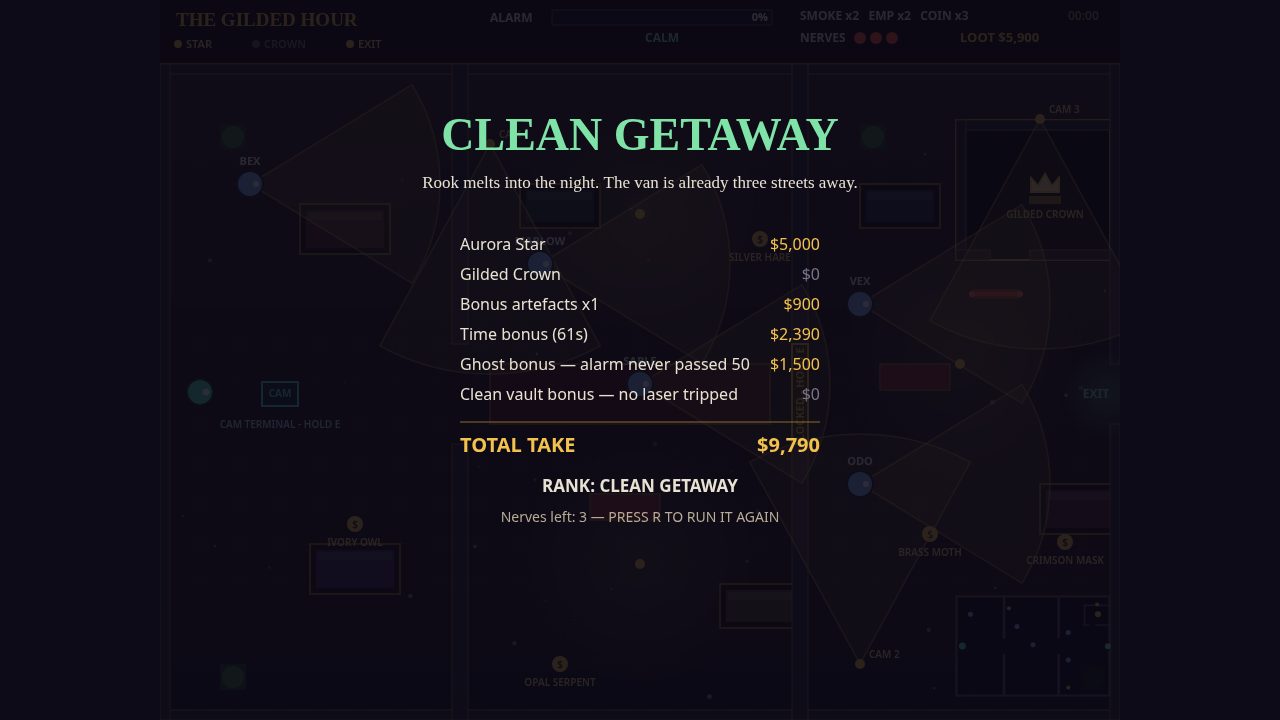 THE GILDED HOUR
STAR CROWN EXIT
ALARM 0%
CALM
SMOKE x2 EMP x2 COIN x3 00:00
NERVES LOOT $5,900
CLEAN GETAWAY
Rook melts into the night. The van is already three streets away.
Aurora Star $5,000
Gilded Crown $0
Bonus artefacts x1 $900
Time bonus (61s) $2,390
Ghost bonus — alarm never passed 50 $1,500
Clean vault bonus — no laser tripped $0
TOTAL TAKE $9,790
RANK: CLEAN GETAWAY
Nerves left: 3 — PRESS R TO RUN IT AGAIN
CAM 3
BEX
GILDED CROWN
SILVER HARE
VEX
CAM
CAM TERMINAL - HOLD E
EXIT
ODO
IVORY OWL
BRASS MOTH
CRIMSON MASK
CAM 2
OPAL SERPENT